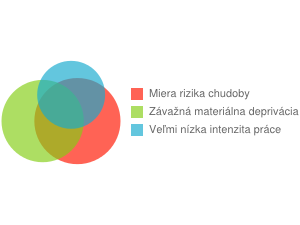 Miera rizika chudoby
Závažná materiálna deprivácia
Veľmi nízka intenzita práce